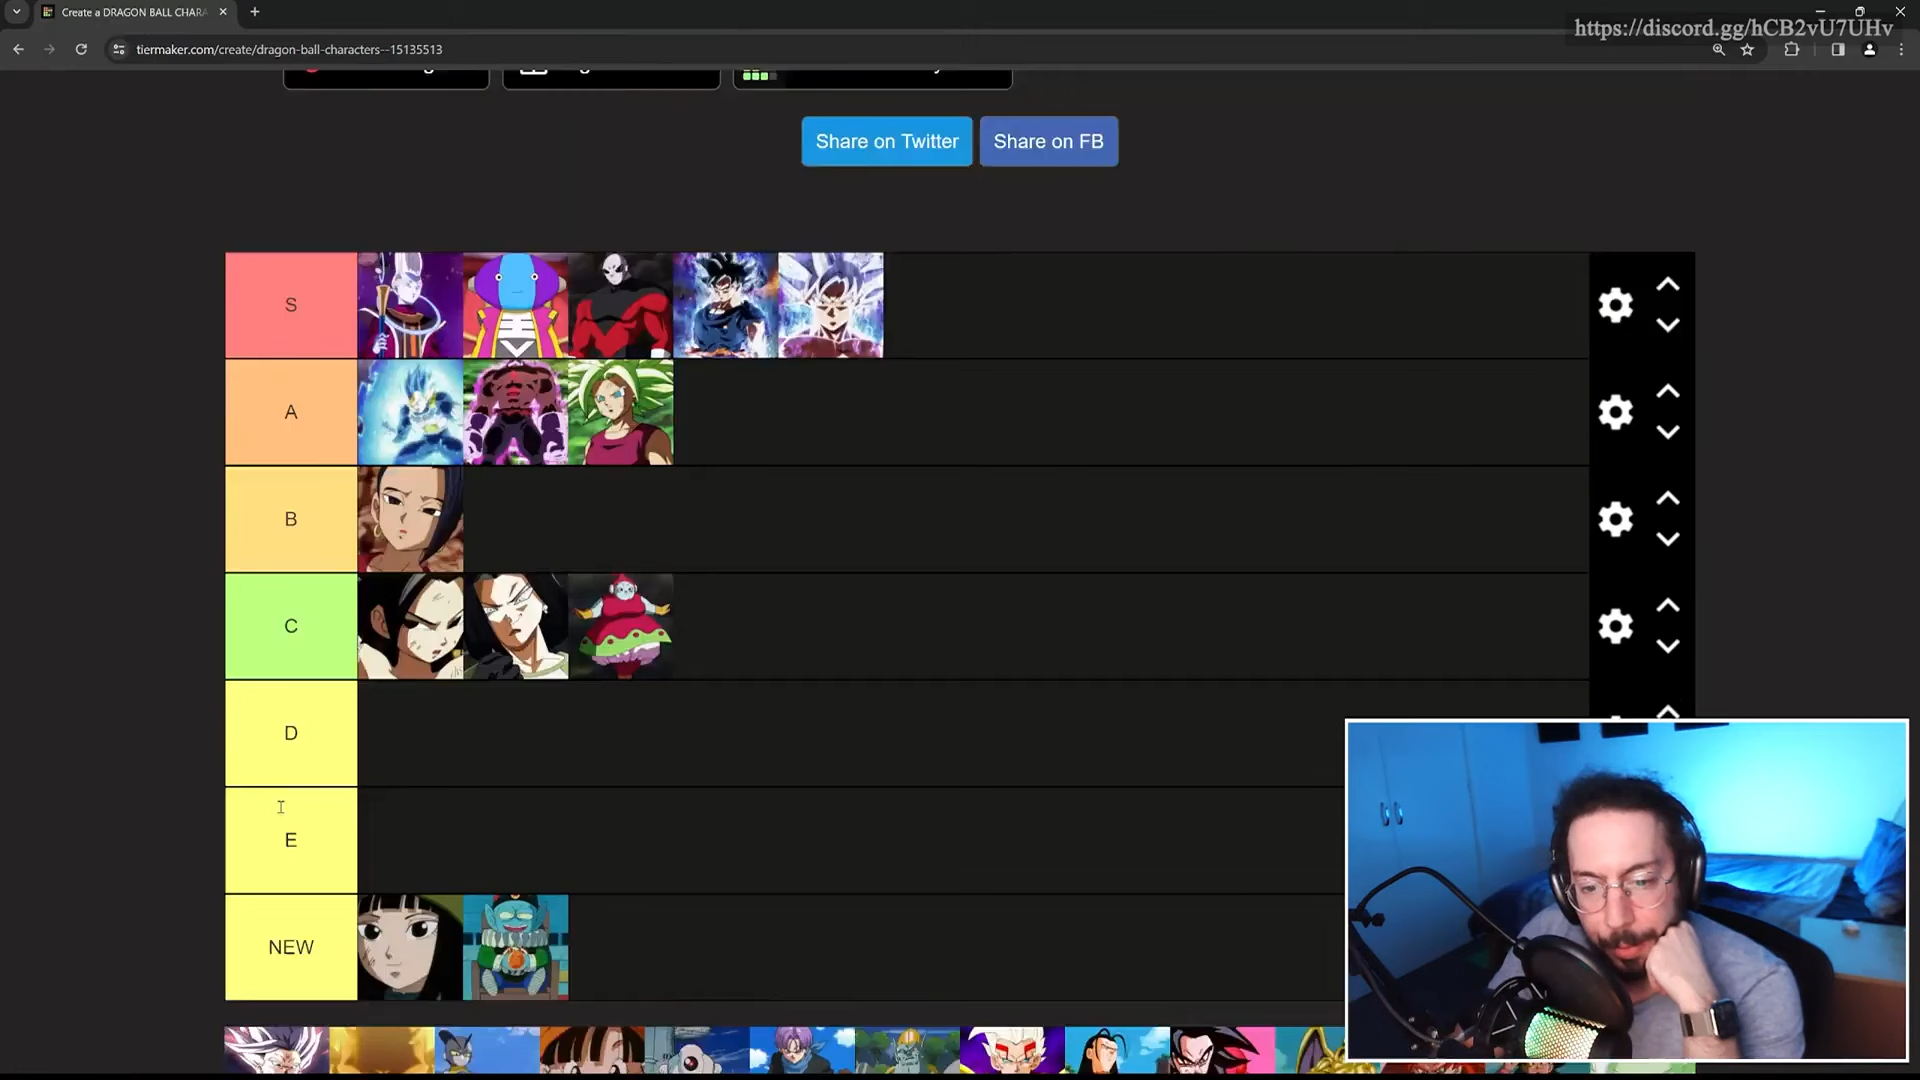 Create a DRAGON BALL CHARA
https://discord.gg/hCB2vU7UHv
tiermaker.com/create/dragon-ball-characters--15135513
Share on Twitter
Share on FB
S
A
B
C
D
E
NEW